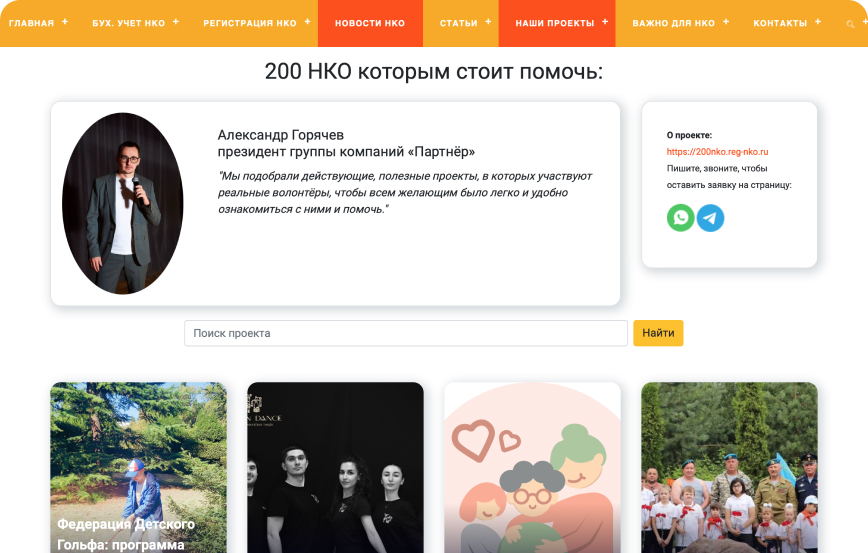 ГЛАВНАЯ +
БУХ. УЧЕТ НКО +
РЕГИСТРАЦИЯ НКО +
НОВОСТИ НКО
СТАТЬИ +
НАШИ ПРОЕКТЫ +
ВАЖНО ДЛЯ НКО +
КОНТАКТЫ +
200 НКО которым стоит помочь:
Александр Горячев
президент группы компаний «Партнёр»
"Мы подобрали действующие, полезные проекты, в которых участвуют
реальные волонтёры, чтобы всем желающим было легко и удобно
ознакомиться с ними и помочь."
О проекте:
https://200nko.reg-nko.ru
Пишите, звоните, чтобы
оставить заявку на страницу:
Поиск проекта
Найти
Федерация Детского
Гольфа: программа
DANCE